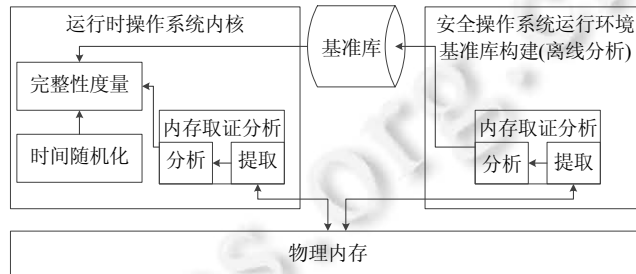 运行时操作系统内核
基准库
安全操作系统运行环境
基准库构建(离线分析)
完整性度量
时间随机化
内存取证分析
分析
提取
内存取证分析
分析
提取
物理内存